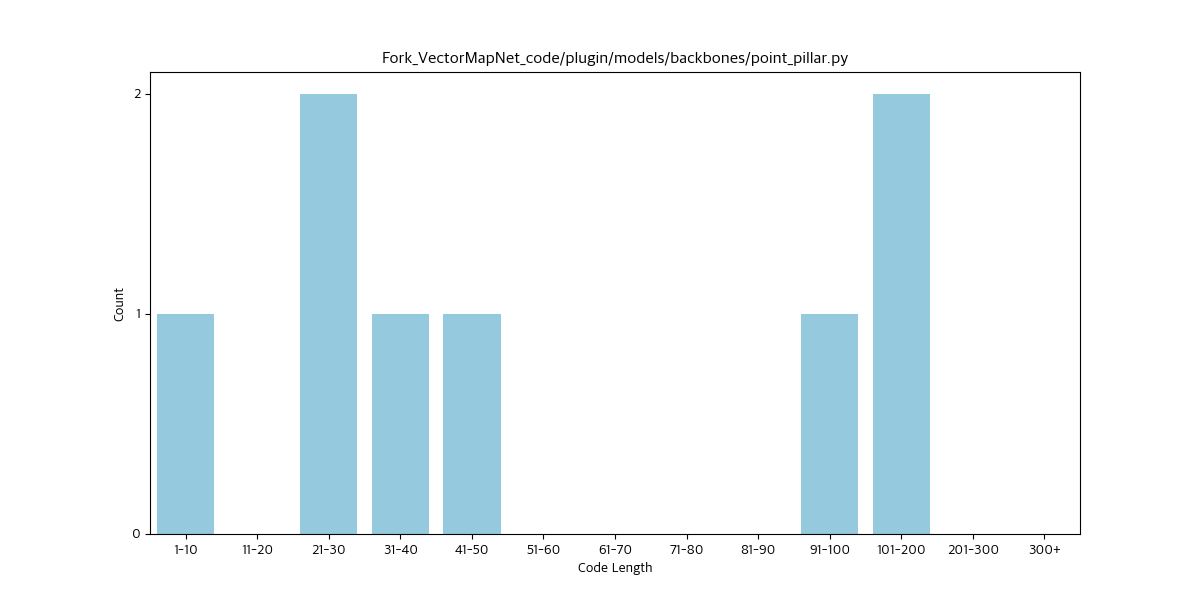 Fork_VectorMapNet_code/plugin/models/backbones/point_pillar.py
2
1
0
Count
1-10 11-20 21-30 31-40 41-50 51-60 61-70 71-80 81-90 91-100 101-200 201-300 300+
Code Length